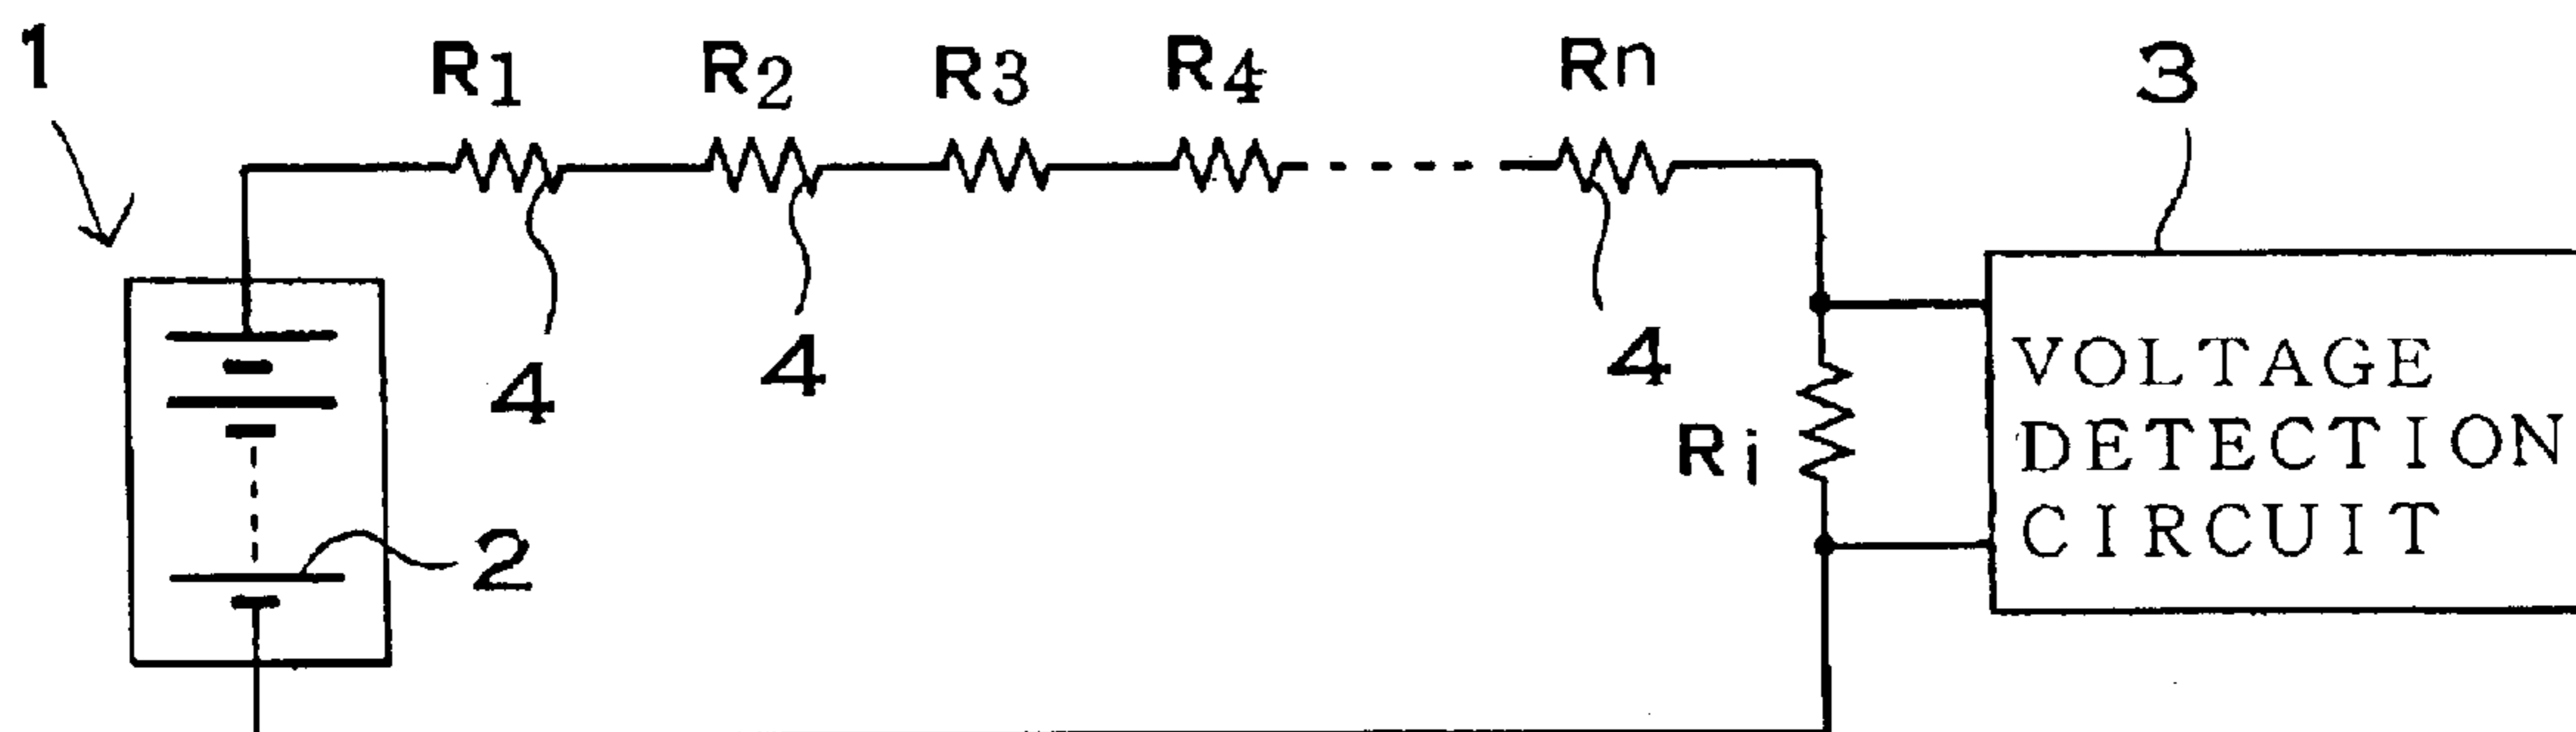 1
R1 R2 R3 R4 Rn
3
4 4 4
Ri
2
VOLTAGE
DETECTION
CIRCUIT